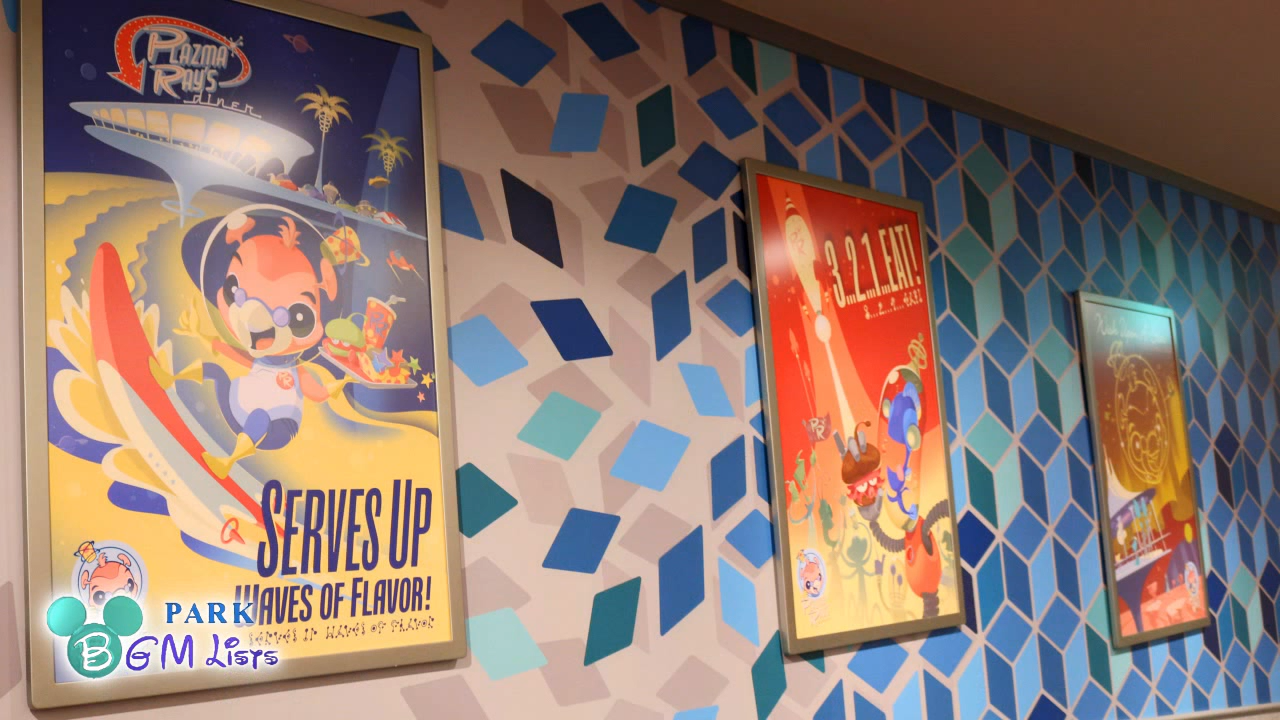 PLAZMA
RAY'S
diner
SERVES UP
WAVES OF FLAVOR!
3...2...1...EAT!
PARK
BGM Lists